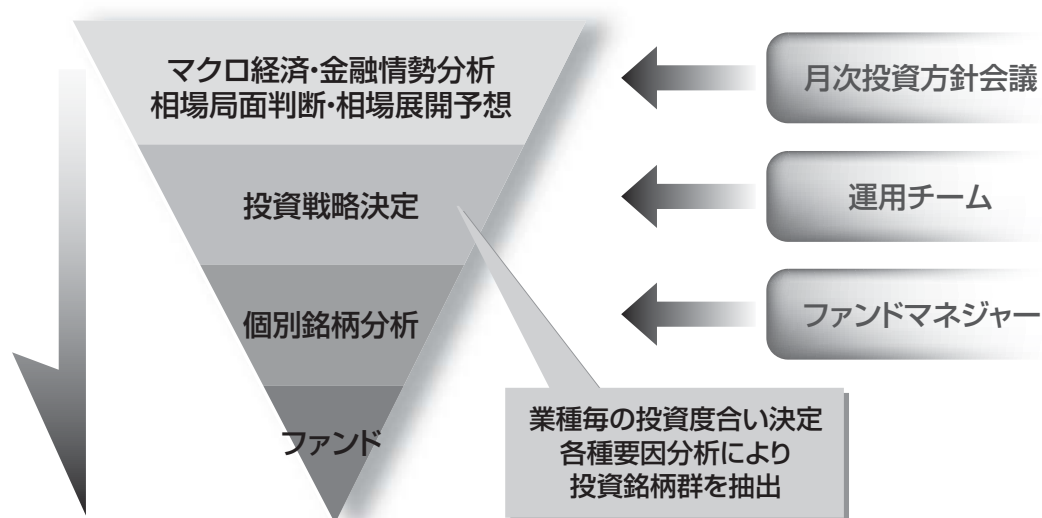 マクロ経済･金融情勢分析
相場局面判断･相場展開予想
月次投資方針会議
投資戦略決定
運用チーム
個別銘柄分析
ファンドマネジャー
ファンド
業種毎の投資度合い決定
各種要因分析により
投資銘柄群を抽出